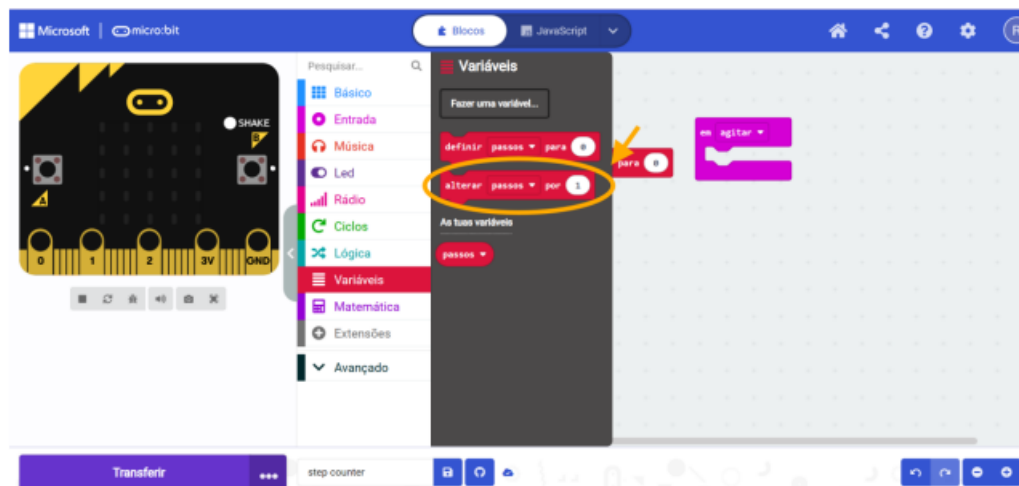 Microsoft | micro:bit
Blocos
JavaScript
R
SHAKE
B
A
0 1 2 3V GND
Pesquisar...
Básico
Entrada
Música
Led
Rádio
Ciclos
Lógica
Variáveis
Matemática
Extensões
Avançado
Variáveis
Fazer uma variável...
definir passos para 0
alterar passos por 1
As tuas variáveis
passos
para 0
em agitar
Transferir
step counter